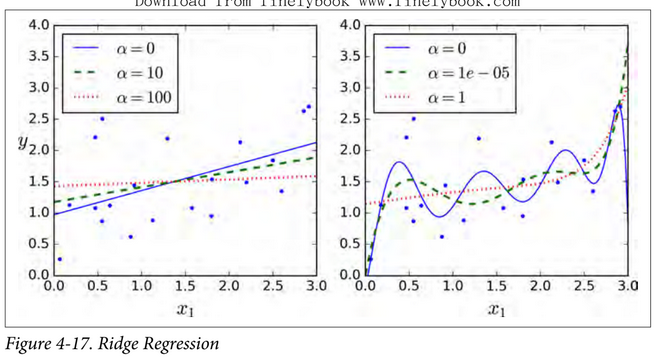 Download from finelybook www.finelybook.com
4.0
3.5
3.0
2.5
2.0
1.5
1.0
0.5
0.0
y
α = 0
α = 10
α = 100
0.0 0.5 1.0 1.5 2.0 2.5 3.0
x₁
4.0
3.5
3.0
2.5
2.0
1.5
1.0
0.5
0.0
α = 0
α = 1e − 05
α = 1
0.0 0.5 1.0 1.5 2.0 2.5 3.0
x₁
Figure 4-17. Ridge Regression